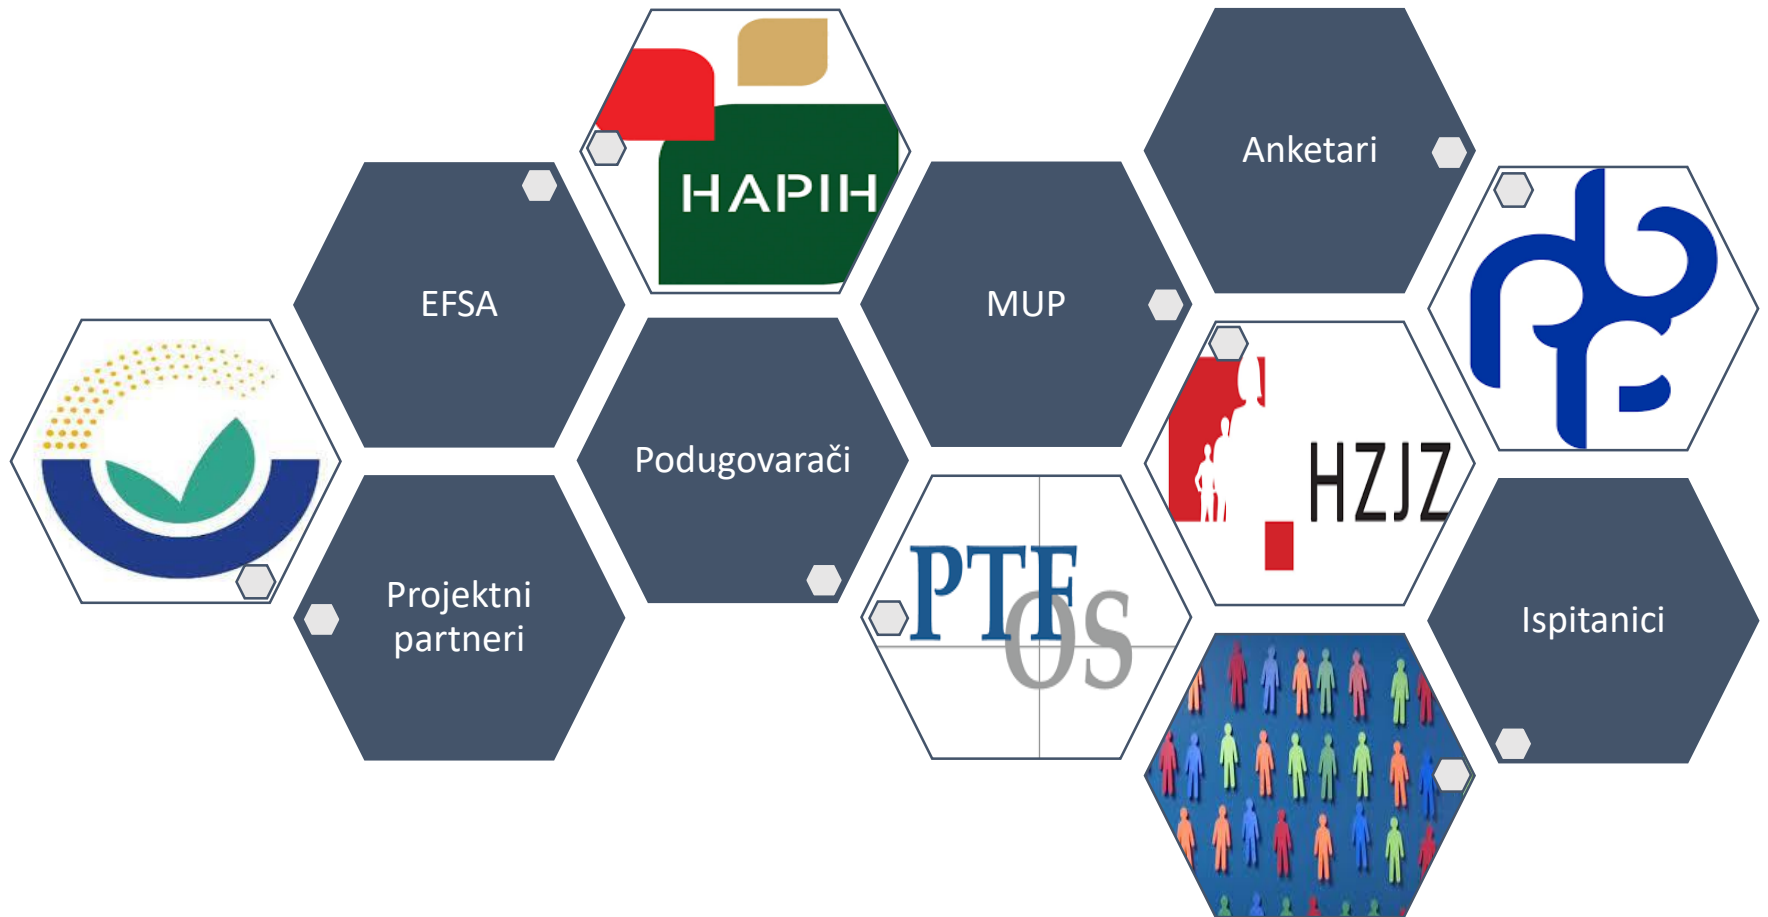 HAPIH
Anketari
EFSA
MUP
Podugovarači
HZJZ
PTF
OS
Projektni
partneri
Ispitanici